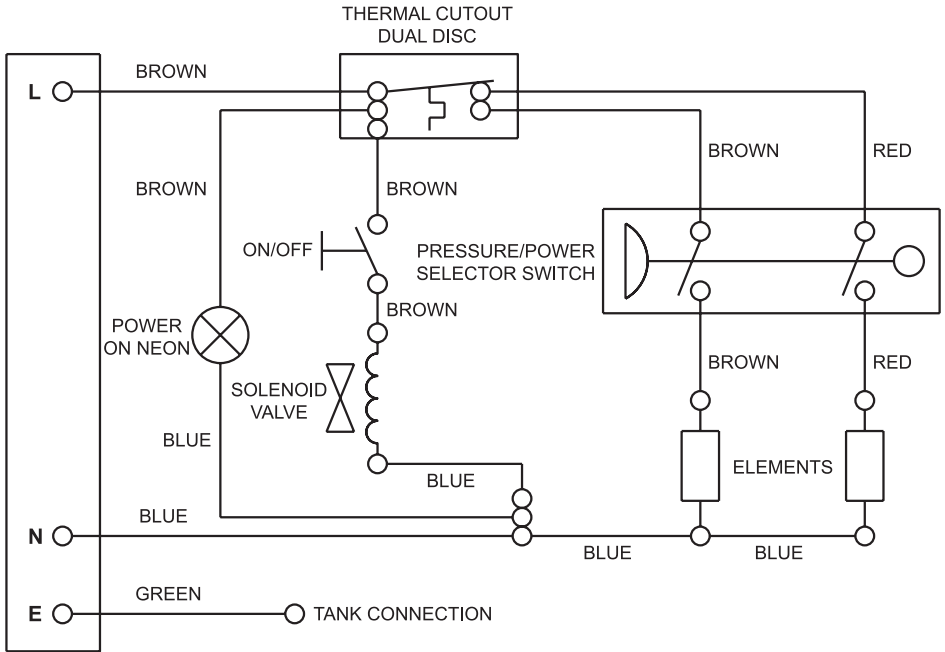 THERMAL CUTOUT
DUAL DISC
BROWN
L
BROWN
BROWN
BROWN
RED
ON/OFF
PRESSURE/POWER
SELECTOR SWITCH
BROWN
POWER
ON NEON
BROWN
RED
SOLENOID
VALVE
BLUE
BLUE
ELEMENTS
BLUE
N
BLUE
BLUE
GREEN
E
TANK CONNECTION